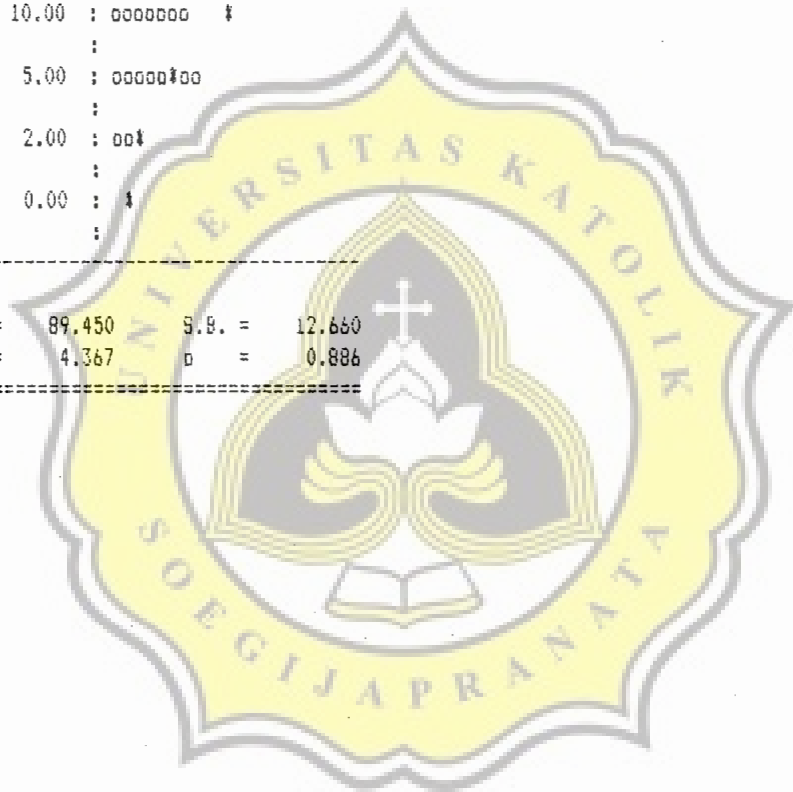 10.00 : ooooooo *
:
5.00 : ooooo*oo
:
2.00 : oo*
:
0.00 : *
:
--------------------------------
= 89.450 S.B. = 12.660
= 4.367 p = 0.886
================================
UNIVERSITAS KATOLIK
SOEGIJAPRANATA